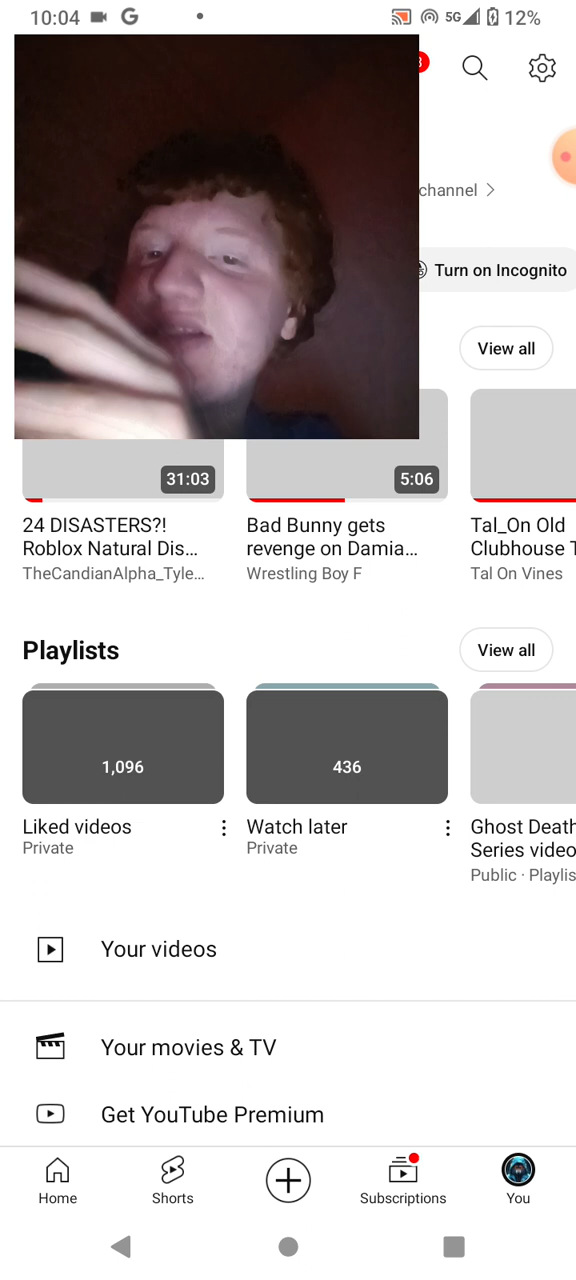 10:04 G 5G 12%
3
channel
Turn on Incognito
View all
31:03
5:06
24 DISASTERS?!
Roblox Natural Dis...
TheCandianAlpha_Tyle...
Bad Bunny gets
revenge on Damia...
Wrestling Boy F
Tal_On Old
Clubhouse T
Tal On Vines
Playlists
View all
1,096
436
Liked videos
Private
Watch later
Private
Ghost Death
Series video
Public · Playlis
Your videos
Your movies & TV
Get YouTube Premium
Home
Shorts
Subscriptions
You